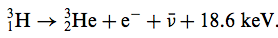 ³₁H → ³₂He + e⁻ + ν̄ + 18.6 keV.